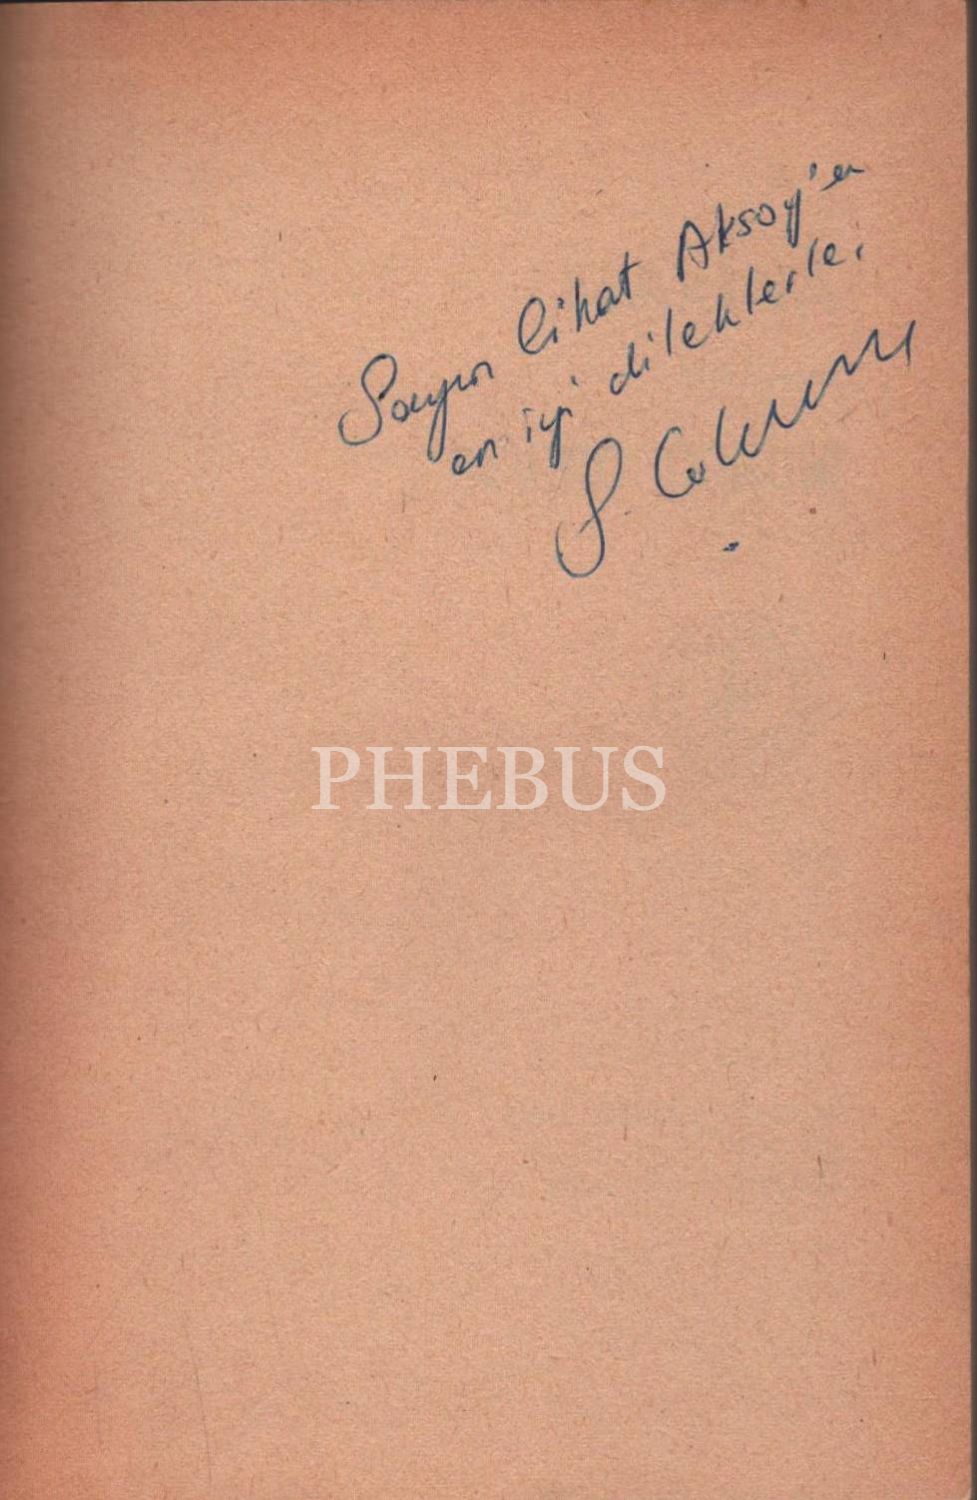 Sayın Cihat Aksoy'a
en iyi dileklerle.
S.
PHEBUS